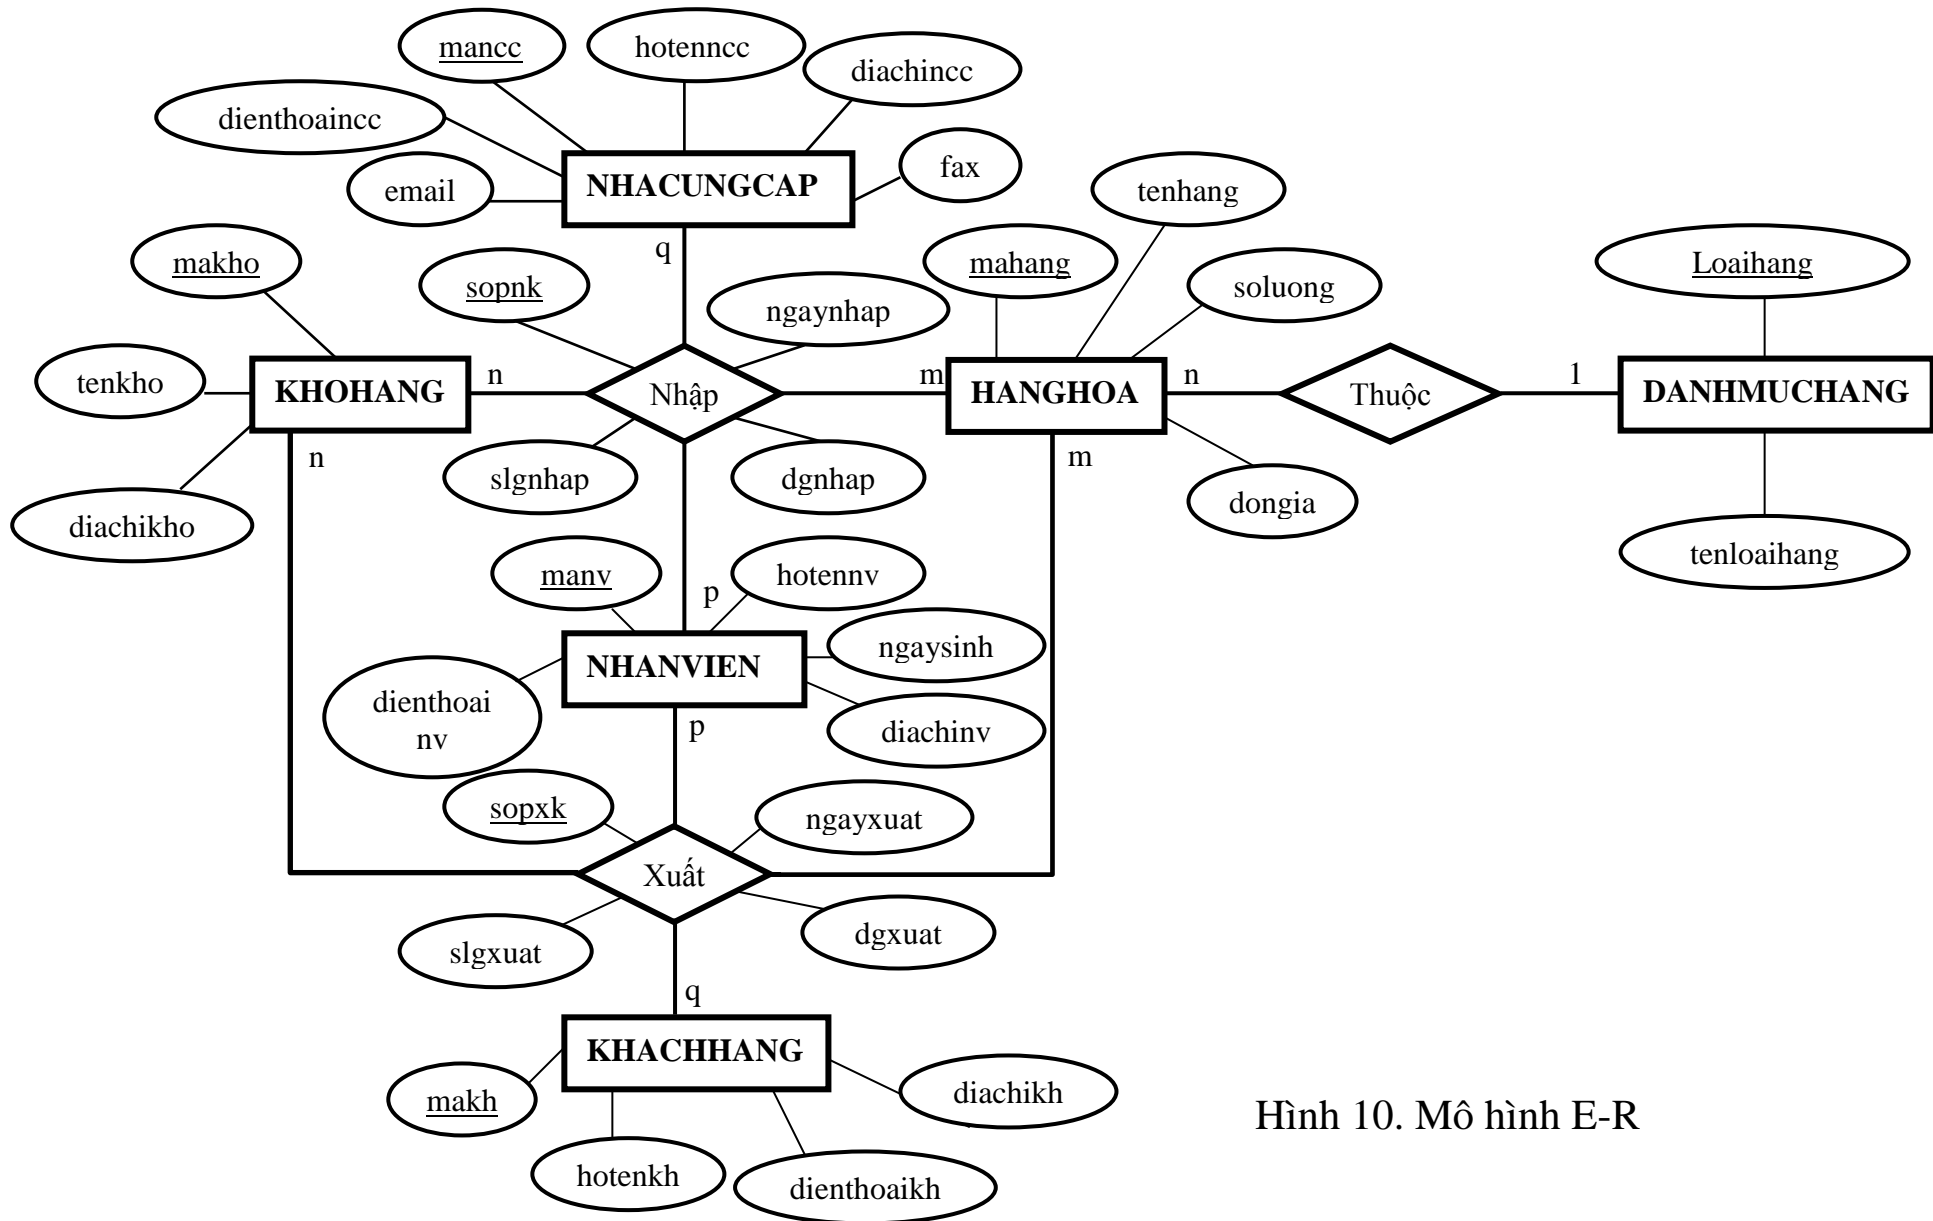 mancc
hotenncc
diachincc
dienthoaincc
email
NHACUNGCAP
fax
tenhang
makho
sopnk
q
ngaynhap
mahang
soluong
Loaihang
tenkho
KHOHANG
n
Nhập
m
HANGHOA
n
Thuộc
1
DANHMUCHANG
n
slgnhap
dgnhap
m
dongia
diachikho
tenloaihang
manv
p
hotennv
NHANVIEN
ngaysinh
dienthoai
nv
p
diachinv
sopxk
ngayxuat
Xuất
slgxuat
dgxuat
q
KHACHHANG
makh
diachikh
hotenkh
dienthoaikh
Hình 10. Mô hình E-R